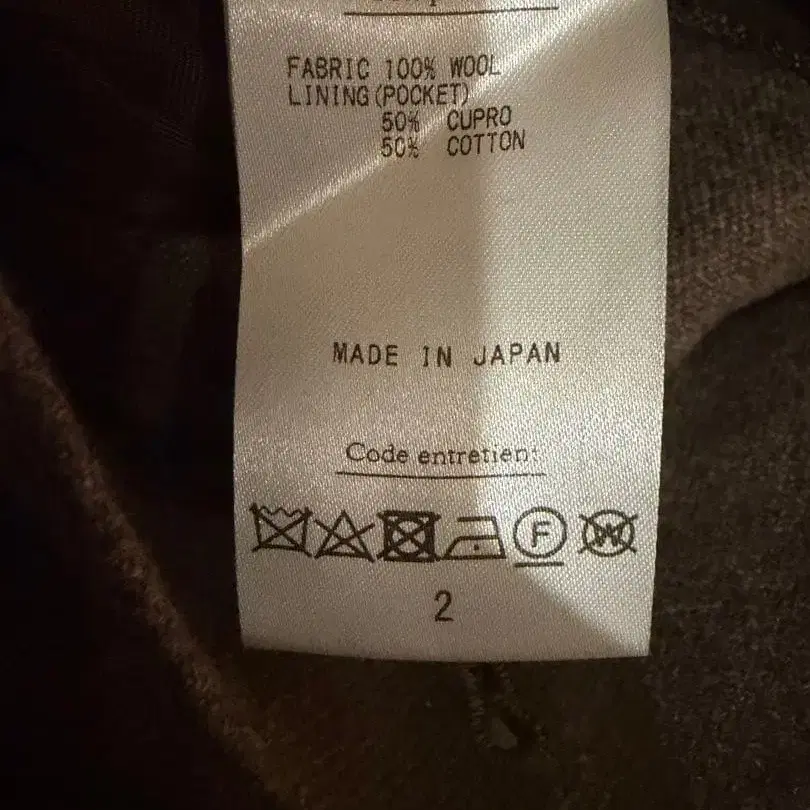 FABRIC 100% WOOL
LINING(POCKET)
50% CUPRO
50% COTTON
MADE IN JAPAN
Code entretien:
F W
2